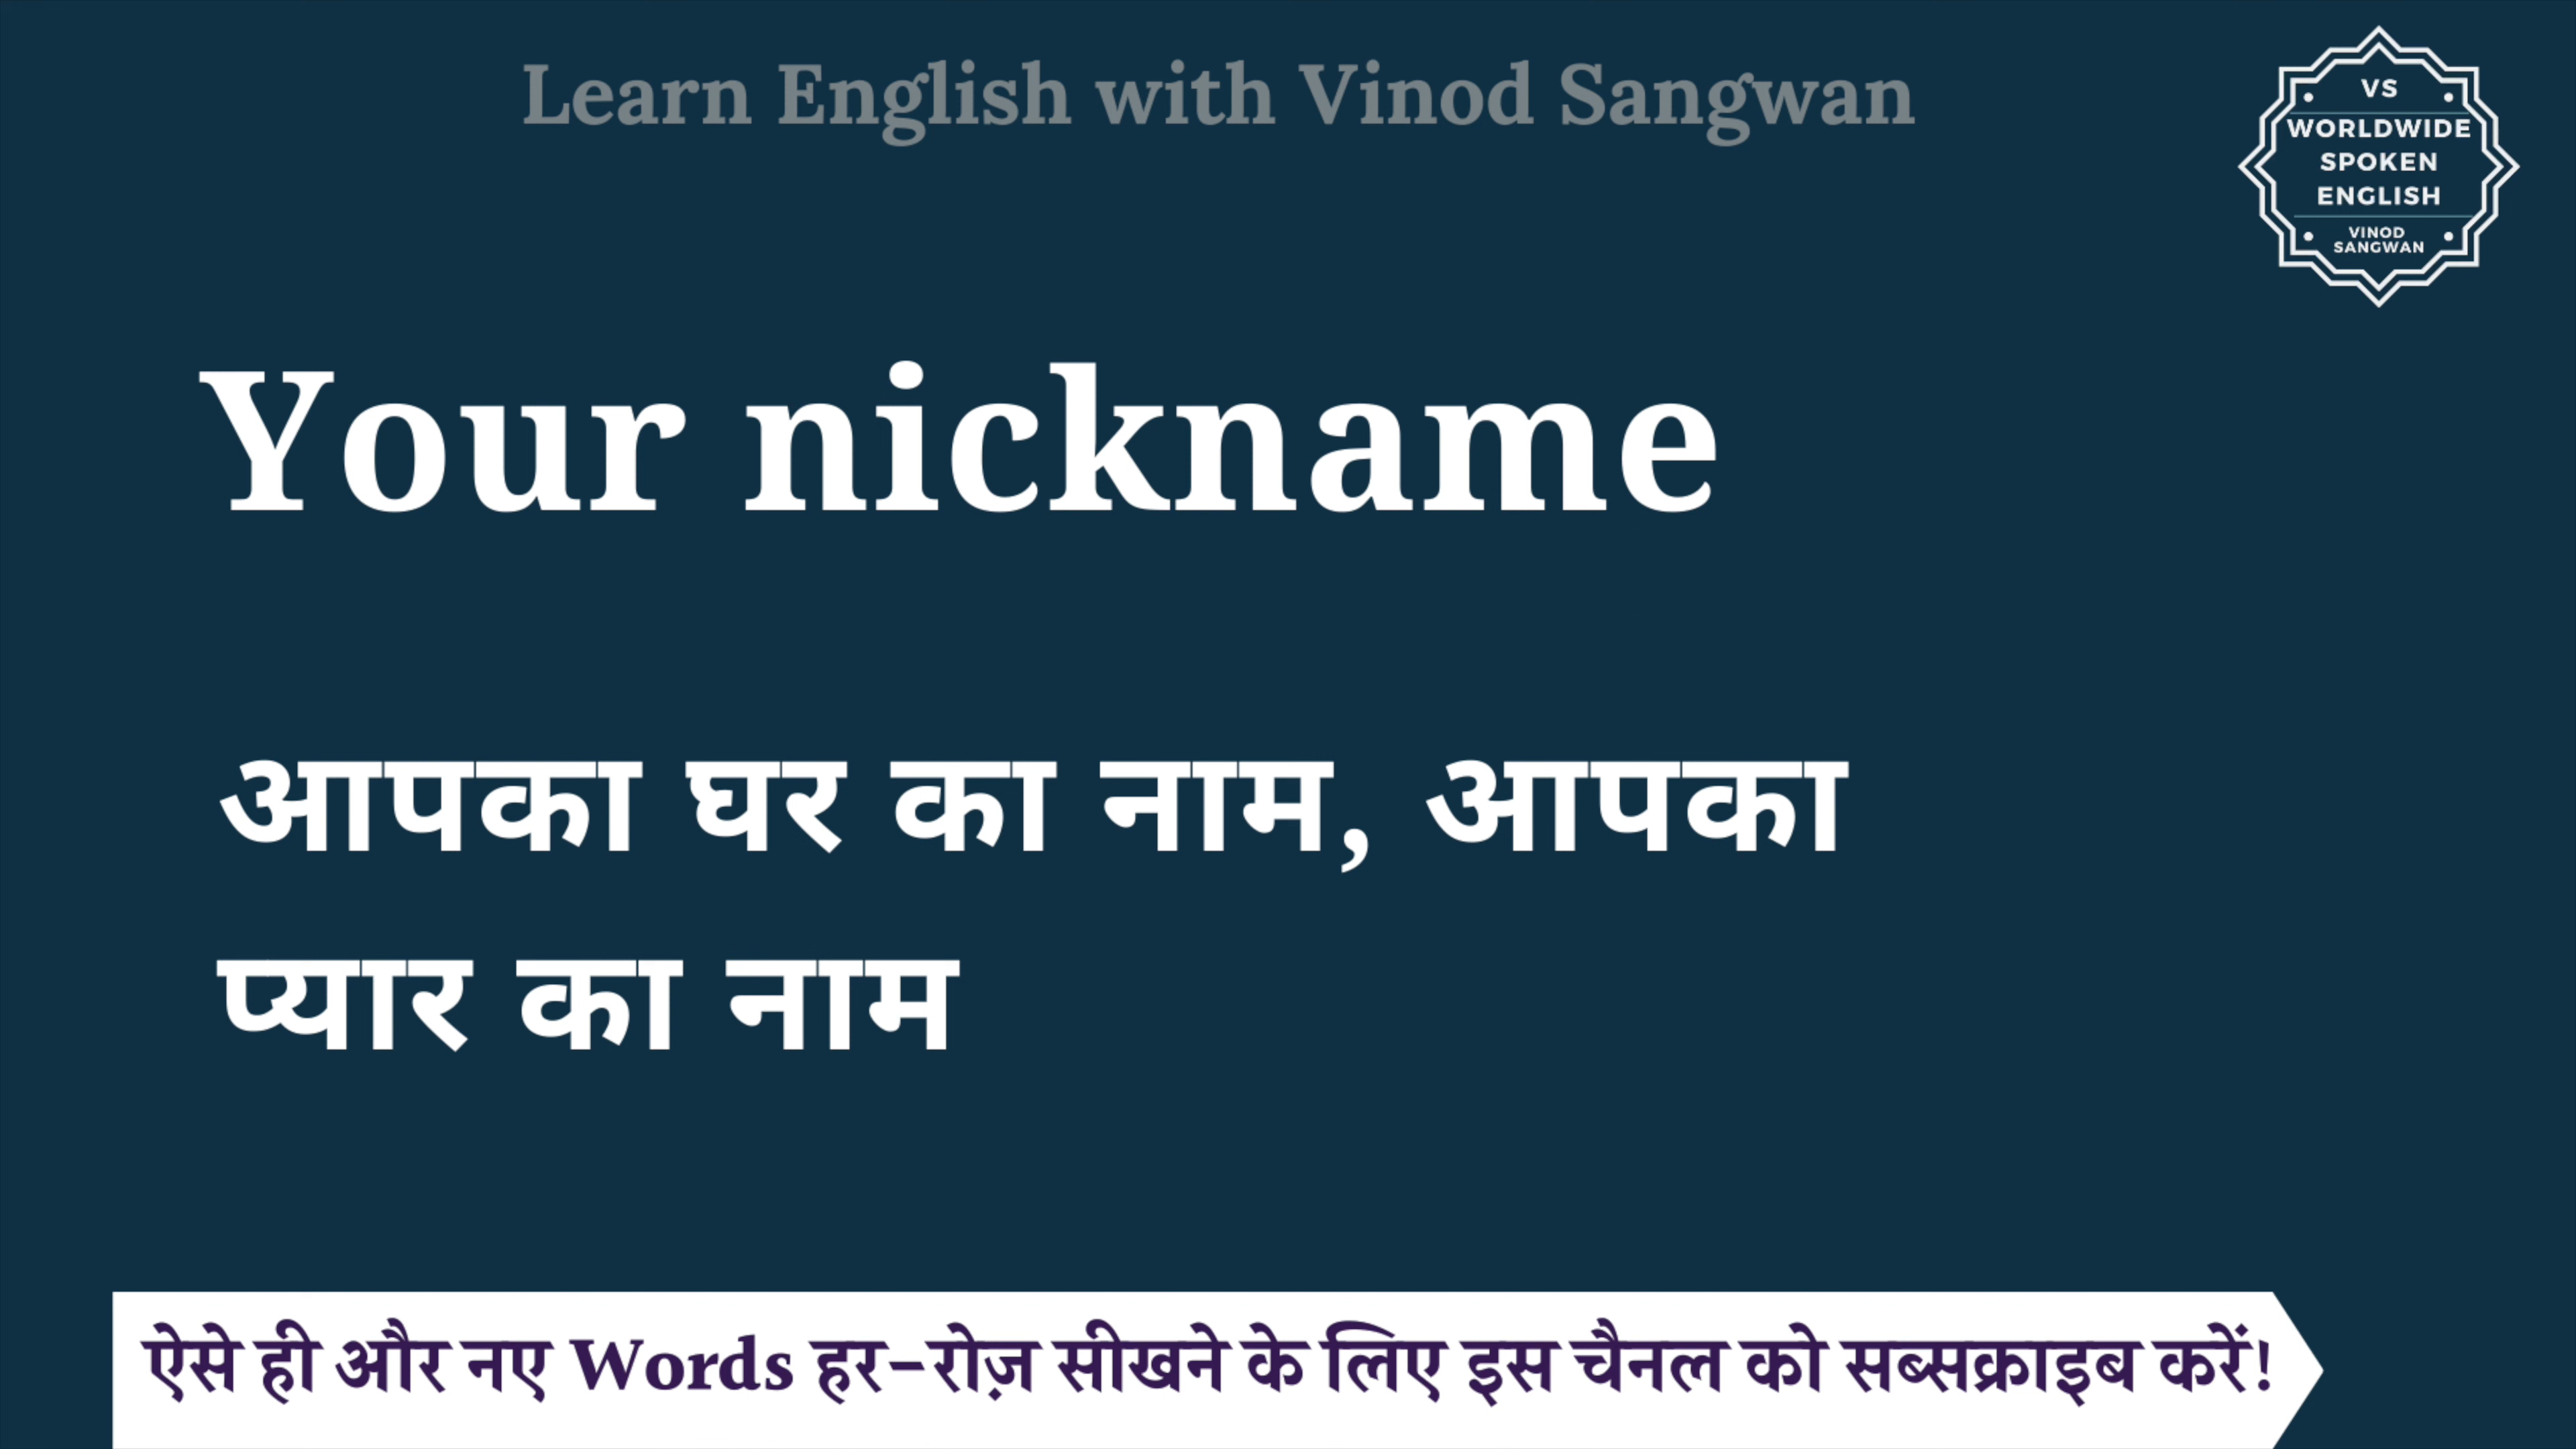 Learn English with Vinod Sangwan
VS
WORLDWIDE
SPOKEN
ENGLISH
VINOD
SANGWAN
Your nickname
आपका घर का नाम, आपका
प्यार का नाम
ऐसे ही और नए Words हर-रोज़ सीखने के लिए इस चैनल को सब्सक्राइब करें!